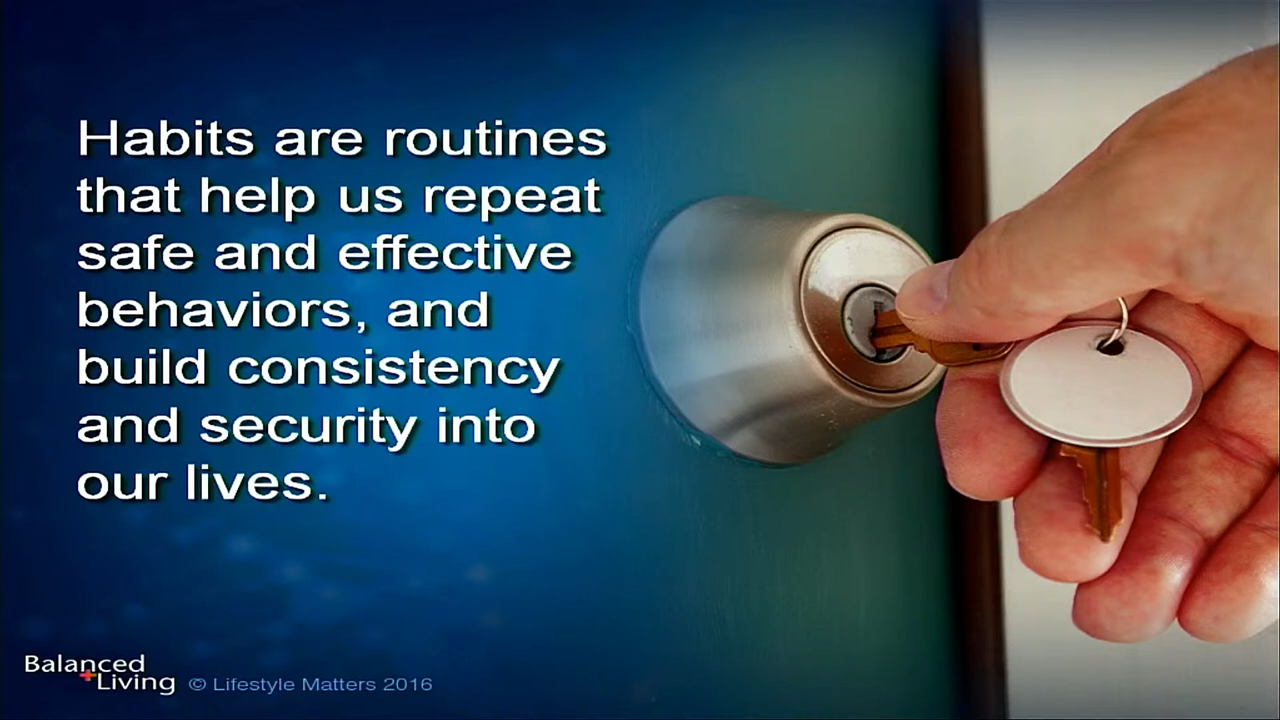 Habits are routines
that help us repeat
safe and effective
behaviors, and
build consistency
and security into
our lives.
Balanced
+Living © Lifestyle Matters 2016